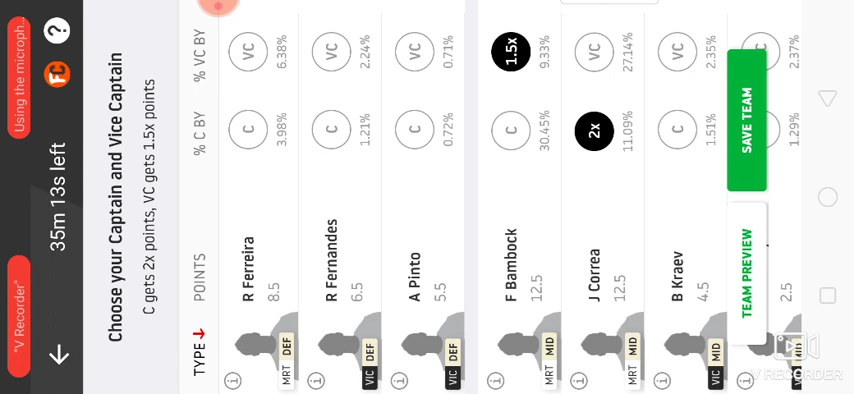 "V Recorder"
Using the microph
35m 13s left
?
FC
Choose your Captain and Vice Captain
C gets 2x points, VC gets 1.5x points
TYPE POINTS % C BY % VC BY
R Ferreira
8.5
MRT DEF
C
3.98%
VC
6.38%
R Fernandes
6.5
VIC DEF
C
1.21%
VC
2.24%
A Pinto
5.5
VIC DEF
C
0.72%
VC
0.71%
F Bambock
12.5
MRT MID
C
30.45%
1.5x
9.33%
J Correa
12.5
MRT MID
2x
11.09%
VC
27.14%
B Kraev
4.5
VIC MID
C
1.51%
VC
2.35%
2.5
MID
1.29%
2.37%
TEAM PREVIEW
SAVE TEAM
V RECORDER